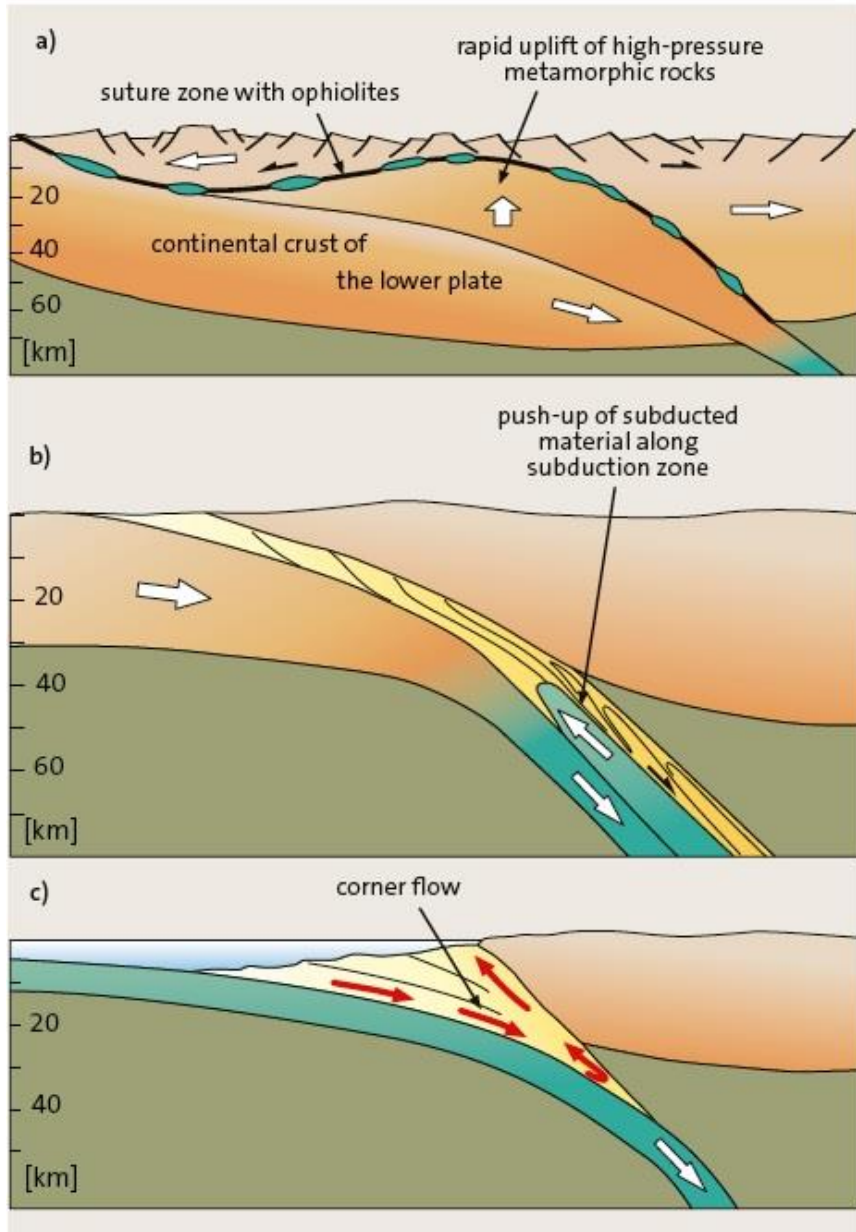 a)
rapid uplift of high-pressure
metamorphic rocks
suture zone with ophiolites
20
continental crust of
40
the lower plate
60
[km]
push-up of subducted
material along
subduction zone
b)
20
40
60
[km]
c)
corner flow
20
40
[km]